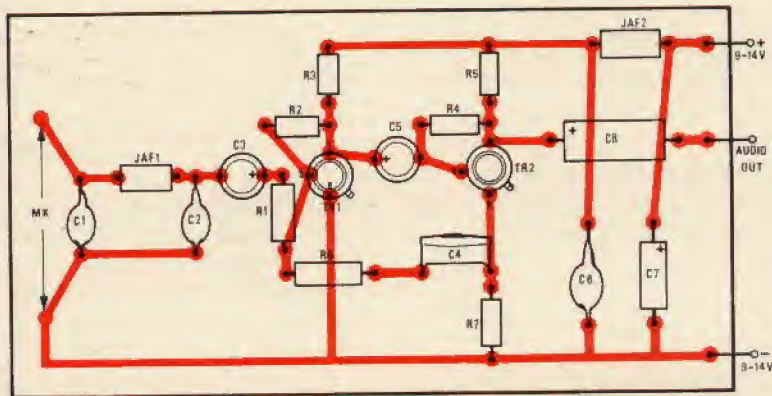 JAF2
+
9-14V
R3
R5
R2
R4
C3
C5
+
C8
AUDIO
OUT
JAF1
+
+
TR2
MX
C1
C2
R1
R6
C4
C6
+
C7
R7
-
9-14V